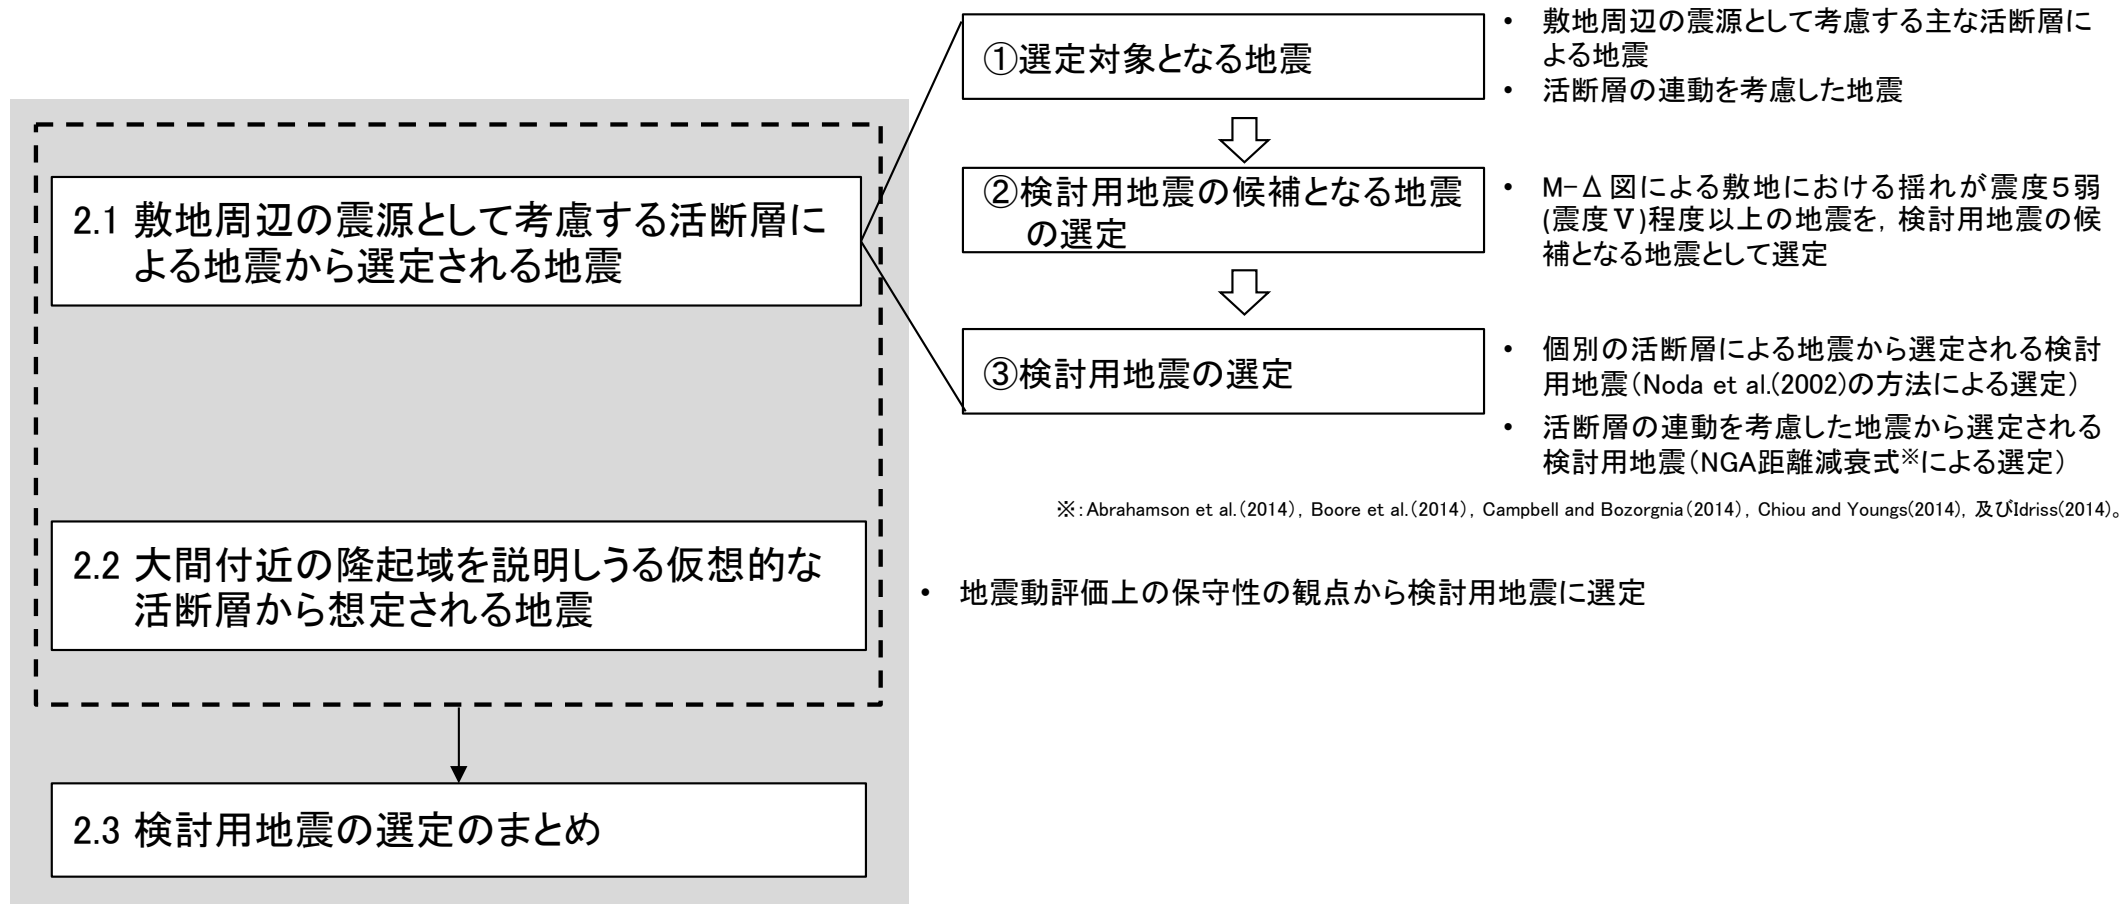 2.1 敷地周辺の震源として考慮する活断層に
よる地震から選定される地震
①選定対象となる地震
• 敷地周辺の震源として考慮する主な活断層に
よる地震
• 活断層の連動を考慮した地震
②検討用地震の候補となる地震
の選定
• M-Δ図による敷地における揺れが震度５弱
(震度Ⅴ)程度以上の地震を, 検討用地震の候
補となる地震として選定
③検討用地震の選定
• 個別の活断層による地震から選定される検討
用地震(Noda et al.(2002)の方法による選定)
• 活断層の連動を考慮した地震から選定される
検討用地震(NGA距離減衰式※による選定)
※:Abrahamson et al.(2014), Boore et al.(2014), Campbell and Bozorgnia(2014), Chiou and Youngs(2014), 及びIdriss(2014)。
2.2 大間付近の隆起域を説明しうる仮想的な
活断層から想定される地震
• 地震動評価上の保守性の観点から検討用地震に選定
2.3 検討用地震の選定のまとめ